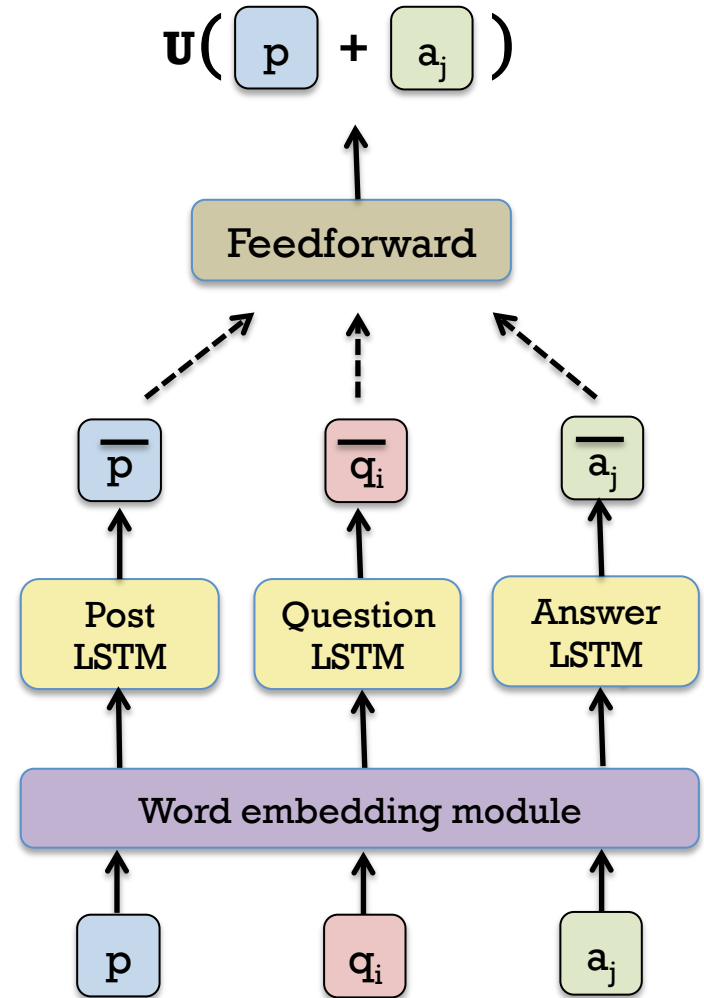 U( p + aj )
Feedforward
p qi aj
Post LSTM
Question LSTM
Answer LSTM
Word embedding module
p qi aj